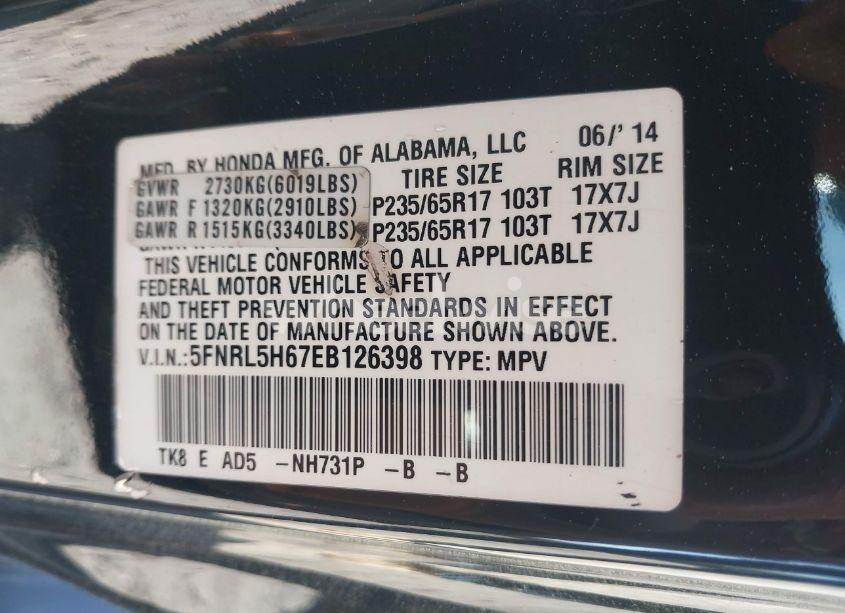 MFD. BY HONDA MFG. OF ALABAMA, LLC 06/' 14
TIRE SIZE RIM SIZE
GVWR 2730KG(6019LBS)
GAWR F 1320KG(2910LBS) P235/65R17 103T 17X7J
GAWR R 1515KG(3340LBS) P235/65R17 103T 17X7J
THIS VEHICLE CONFORMS TO ALL APPLICABLE
FEDERAL MOTOR VEHICLE SAFETY
AND THEFT PREVENTION STANDARDS IN EFFECT
ON THE DATE OF MANUFACTURE SHOWN ABOVE.
V.I.N.:5FNRL5H67EB126398 TYPE: MPV
TK8 E AD5 -NH731P -B -B